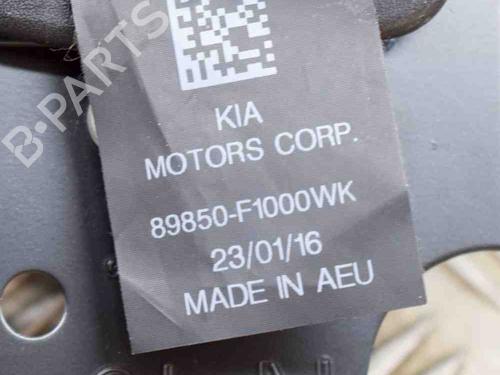 B-PARTS
KIA
MOTORS CORP.
89850-F1000WK
23/01/16
MADE IN AEU